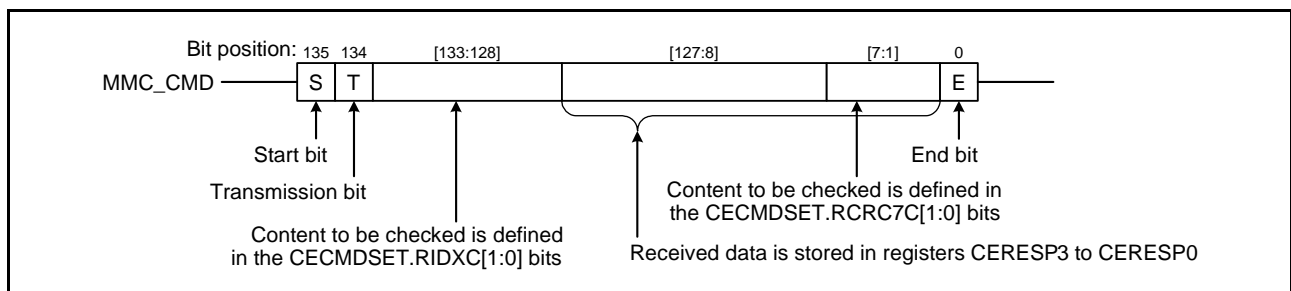 Bit position: 135 134 [133:128] [127:8] [7:1] 0
MMC_CMD S T E
Start bit
End bit
Transmission bit
Content to be checked is defined in
the CECMDSET.RCRC7C[1:0] bits
Content to be checked is defined
in the CECMDSET.RIDXC[1:0] bits
Received data is stored in registers CERESP3 to CERESP0